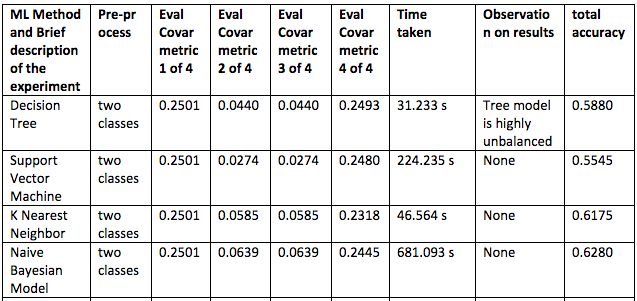 ML Method and Brief description of the experiment | Pre-pr ocess | Eval Covar metric 1 of 4 | Eval Covar metric 2 of 4 | Eval Covar metric 3 of 4 | Eval Covar metric 4 of 4 | Time taken | Observatio n on results | total accuracy
Decision Tree | two classes | 0.2501 | 0.0440 | 0.0440 | 0.2493 | 31.233 s | Tree model is highly unbalanced | 0.5880
Support Vector Machine | two classes | 0.2501 | 0.0274 | 0.0274 | 0.2480 | 224.235 s | None | 0.5545
K Nearest Neighbor | two classes | 0.2501 | 0.0585 | 0.0585 | 0.2318 | 46.564 s | None | 0.6175
Naive Bayesian Model | two classes | 0.2501 | 0.0639 | 0.0639 | 0.2445 | 681.093 s | None | 0.6280